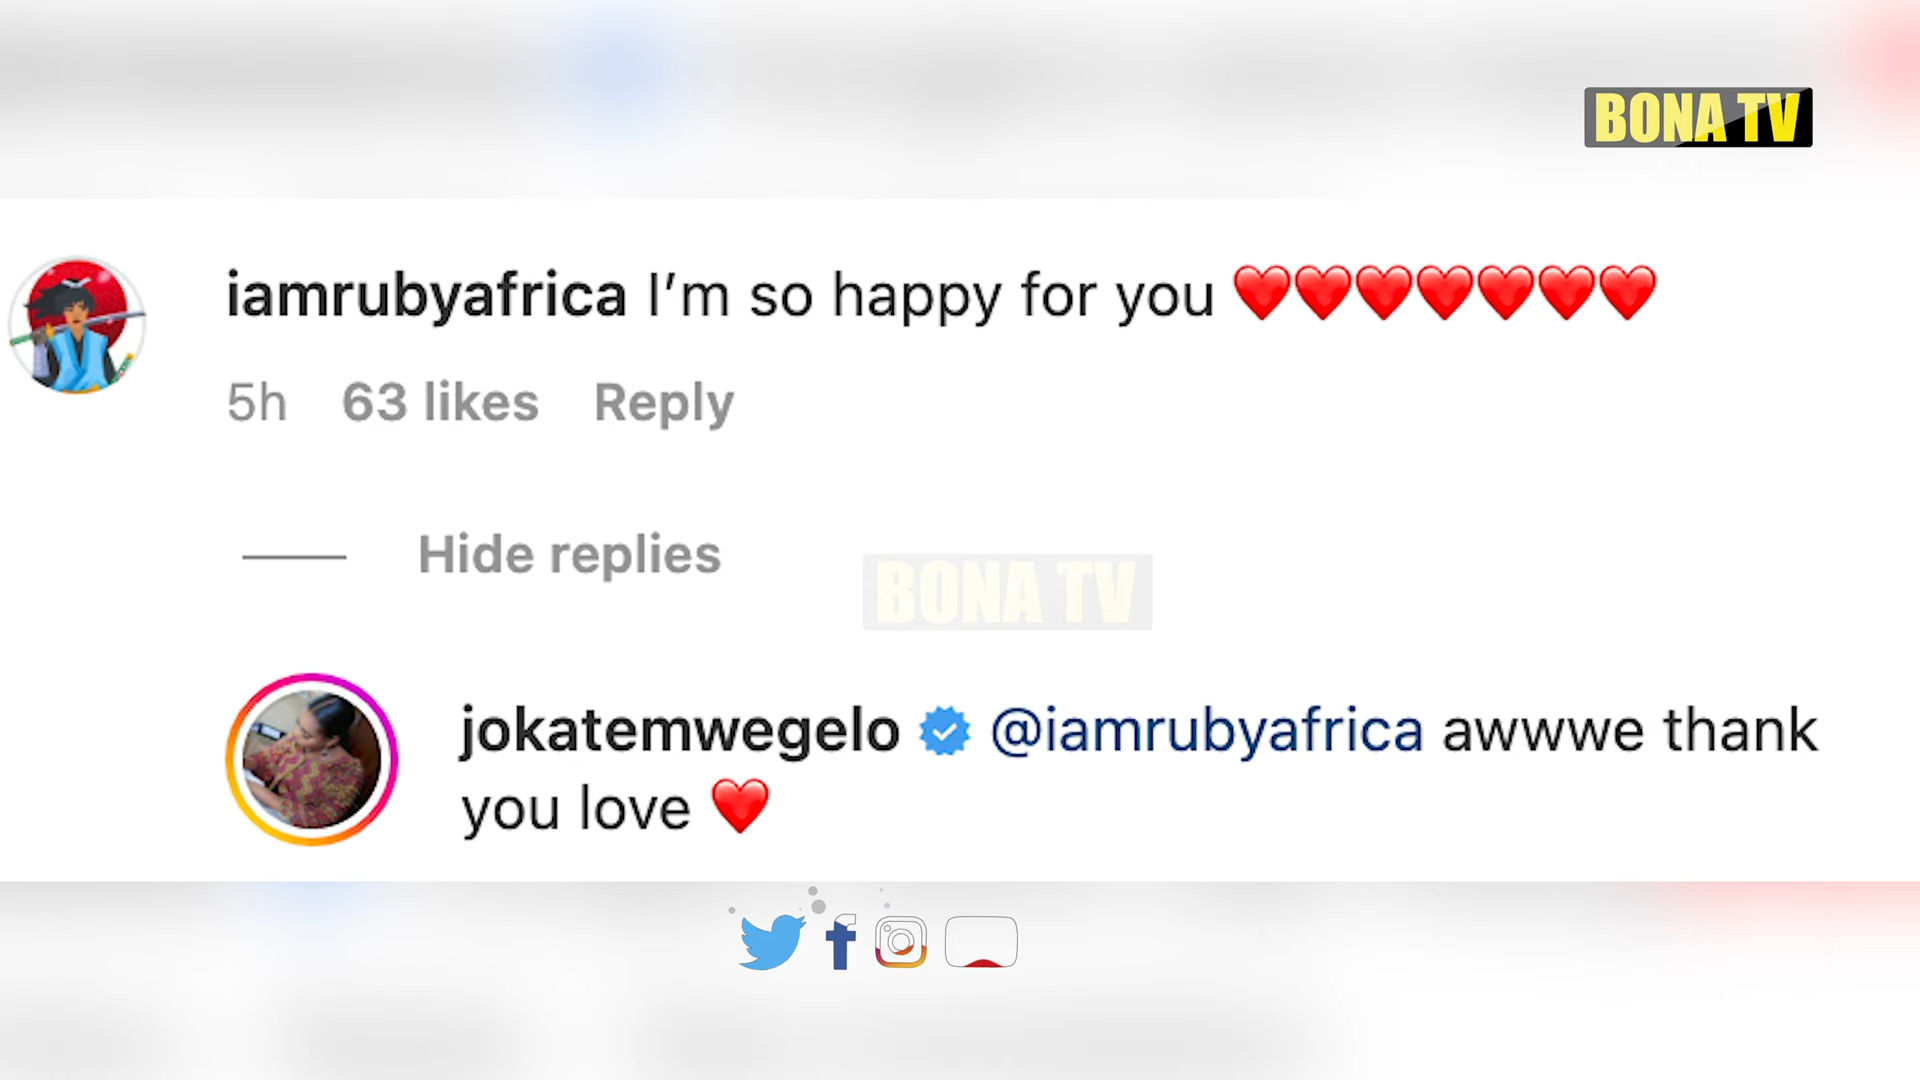 BONA TV
iamrubyafrica I’m so happy for you ❤️❤️❤️❤️❤️❤️❤️
5h 63 likes Reply
Hide replies
BONA TV
jokatemwegelo @iamrubyafrica awwwe thank
you love ❤️